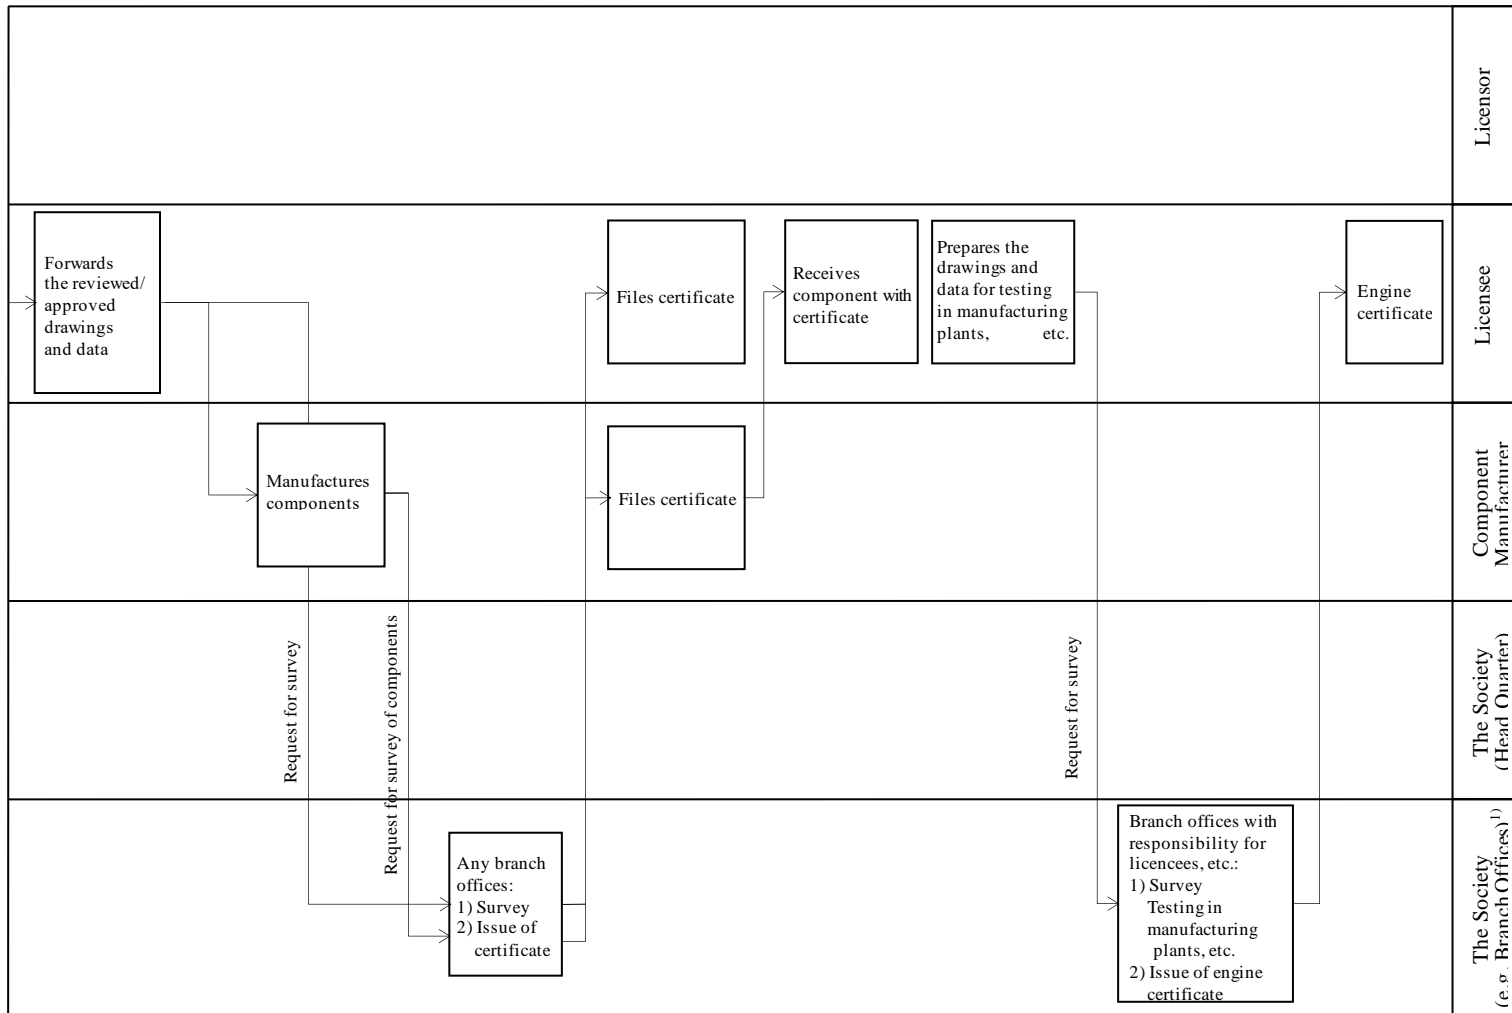 Licensor
Forwards
the reviewed/
approved
drawings
and data
Files certificate
Receives
component with
certificate
Prepares the
drawings and
data for testing
in manufacturing
plants, etc.
Engine
certificate
Licensee
Manufactures
components
Files certificate
Component
Manufacturer
Request for survey
Request for survey of components
Request for survey
The Society
(Head Quarter)
Any branch
offices:
1) Survey
2) Issue of
certificate
Branch offices with
responsibility for
licencees, etc.:
1) Survey
Testing in
manufacturing
plants, etc.
2) Issue of engine
certificate
The Society
(e.g., Branch Offices)1)